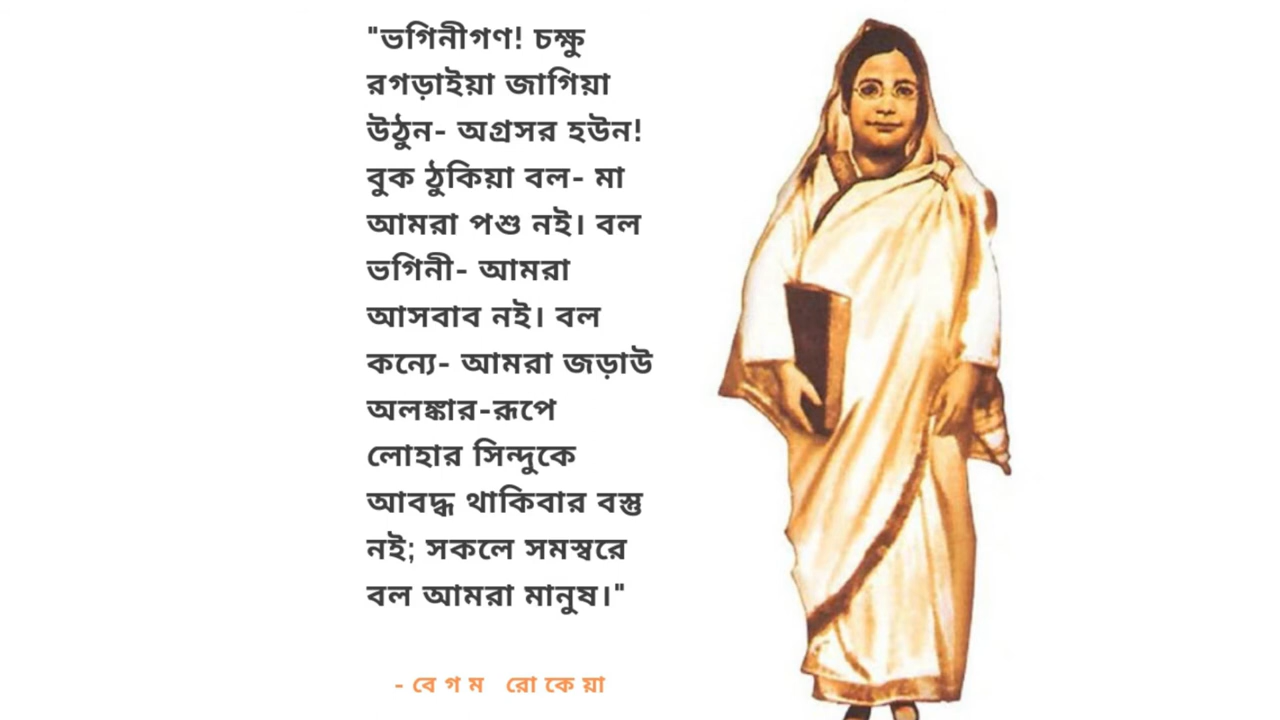 "ভগিনীগণ! চক্ষু
রগড়াইয়া জাগিয়া
উঠুন- অগ্রসর হউন!
বুক ঠুকিয়া বল- মা
আমরা পশু নই। বল
ভগিনী- আমরা
আসবাব নই। বল
কন্যে- আমরা জড়াউ
অলঙ্কার-রূপে
লোহার সিন্দুকে
আবদ্ধ থাকিবার বস্তু
নই; সকলে সমস্বরে
বল আমরা মানুষ।"
- বেগম রোকেয়া